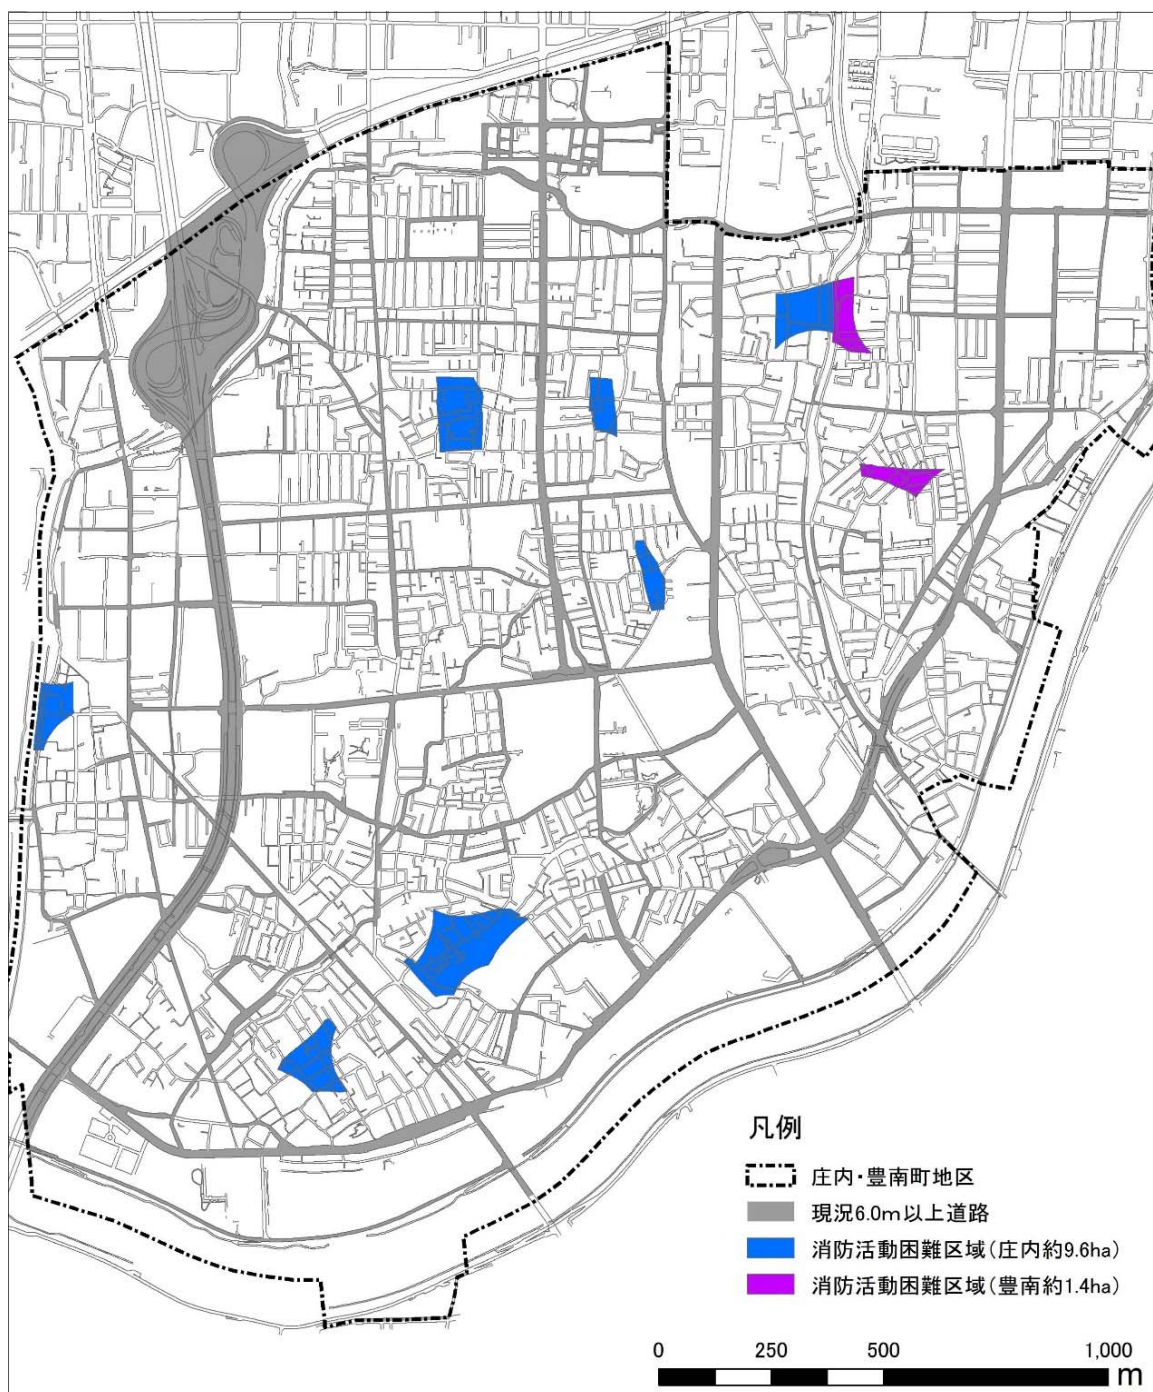 凡例
庄内・豊南町地区
現況6.0m以上道路
消防活動困難区域(庄内約9.6ha)
消防活動困難区域(豊南約1.4ha)
0 250 500 1,000
m